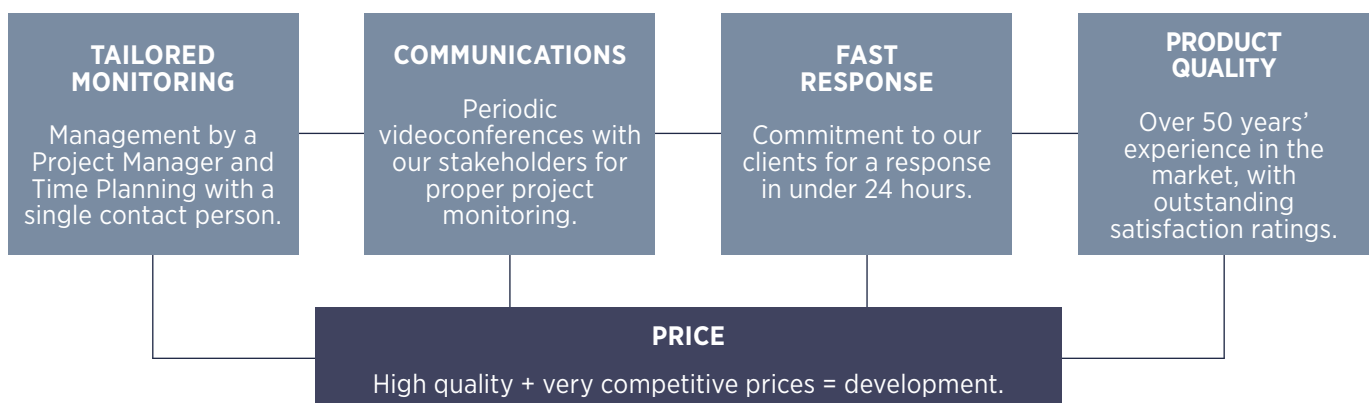 TAILORED
MONITORING
Management by a
Project Manager and
Time Planning with a
single contact person.
COMMUNICATIONS
Periodic
videoconferences with
our stakeholders for
proper project
monitoring.
FAST
RESPONSE
Commitment to our
clients for a response
in under 24 hours.
PRODUCT
QUALITY
Over 50 years’
experience in the
market, with
outstanding
satisfaction ratings.
PRICE
High quality + very competitive prices = development.